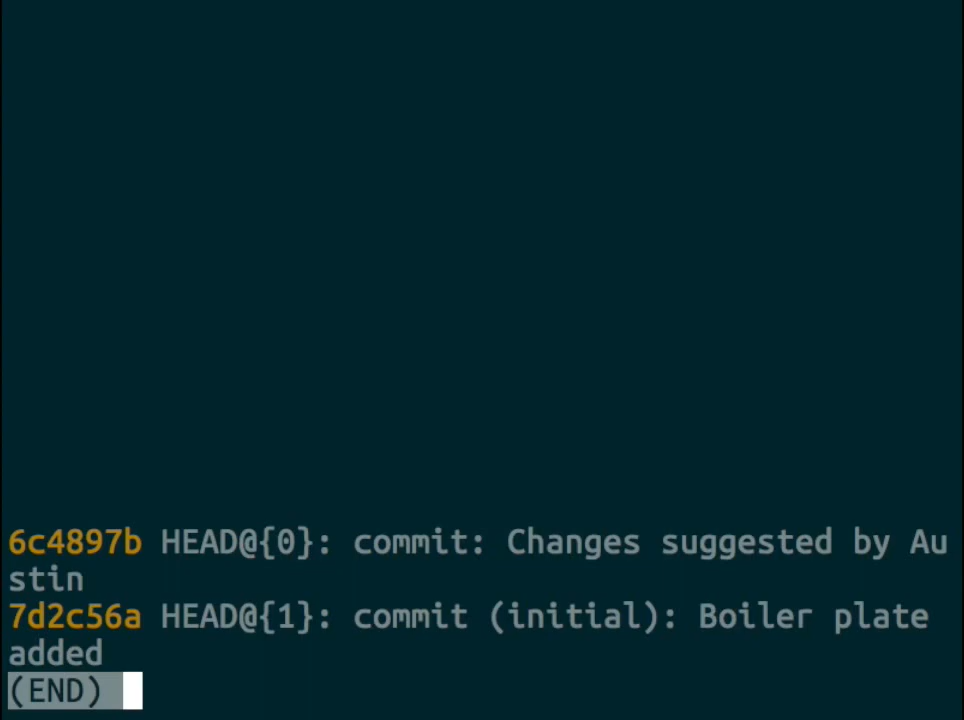 6c4897b HEAD@{0}: commit: Changes suggested by Au
stin
7d2c56a HEAD@{1}: commit (initial): Boiler plate
added
(END)